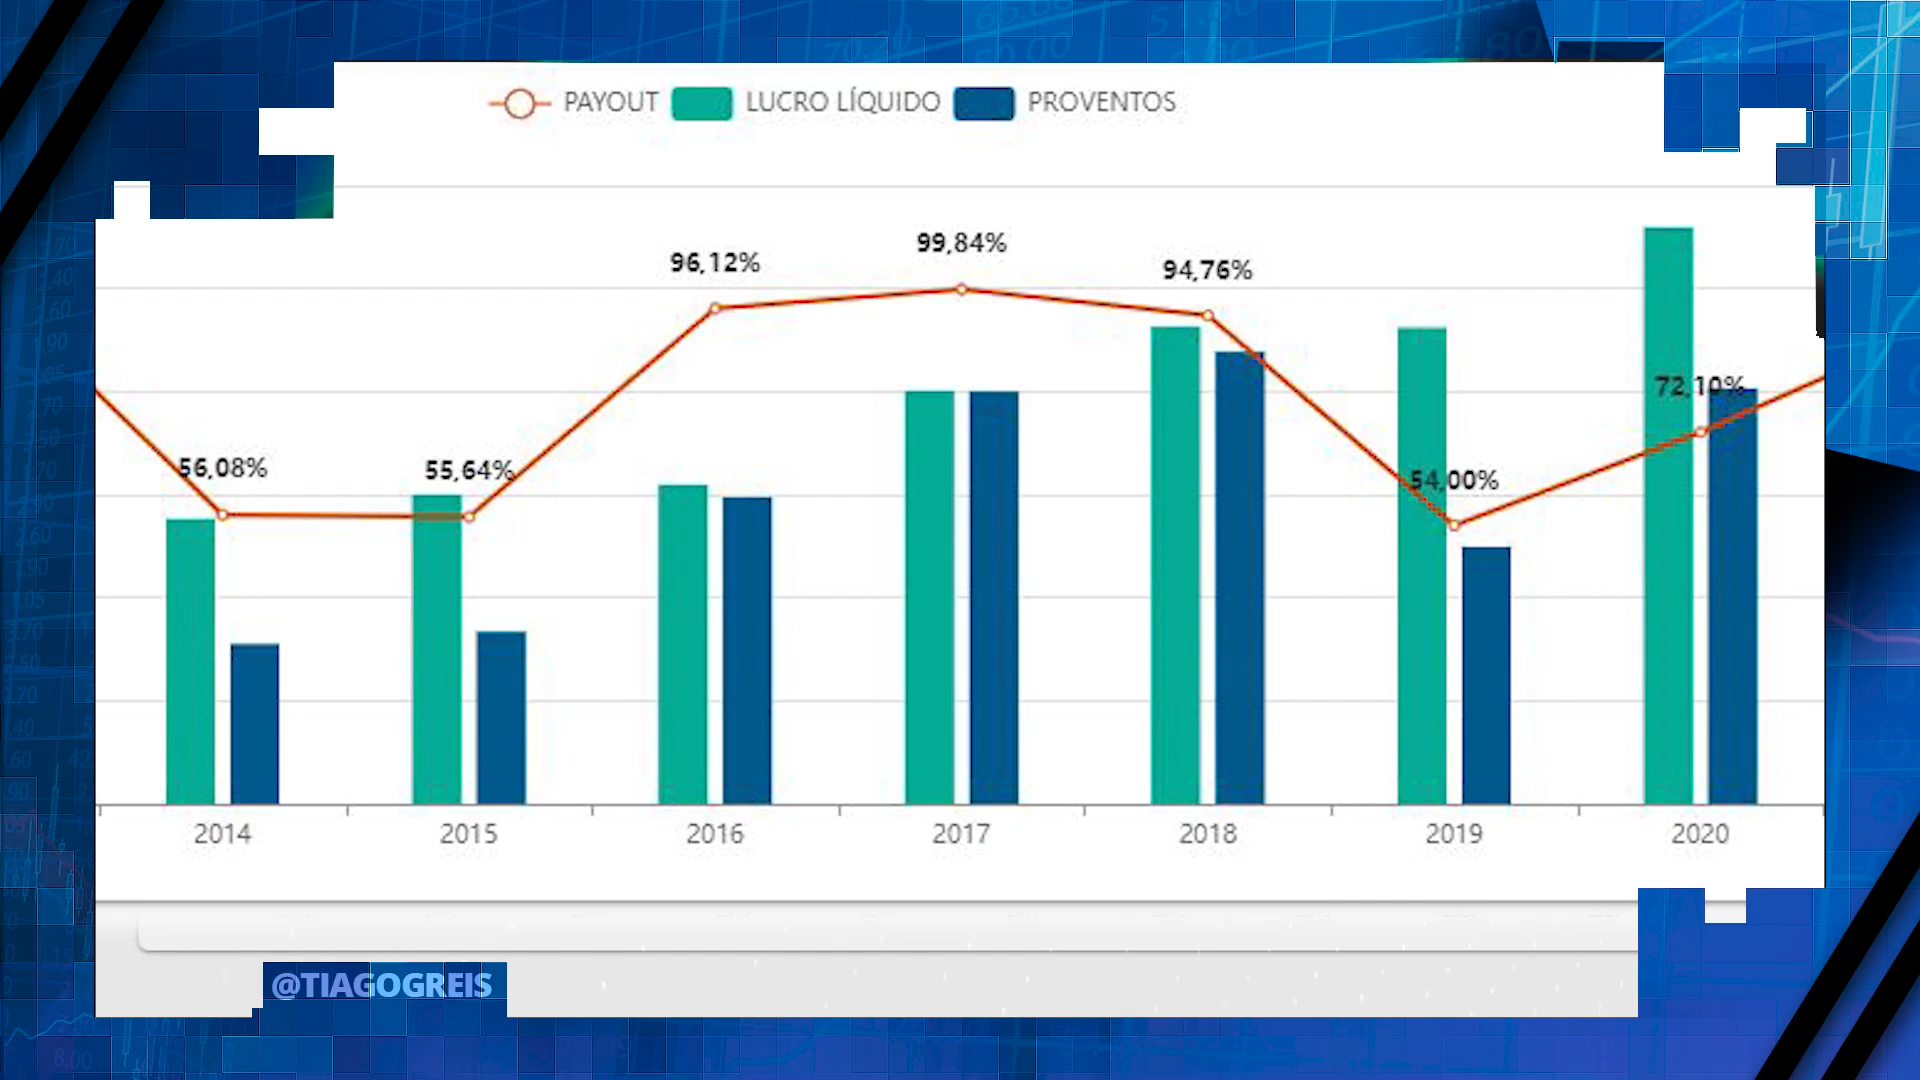 PAYOUT LUCRO LÍQUIDO PROVENTOS
99,84%
96,12% 94,76%
72,10%
56,08% 55,64% 54,00%
2014 2015 2016 2017 2018 2019 2020
@TIAGOGREIS